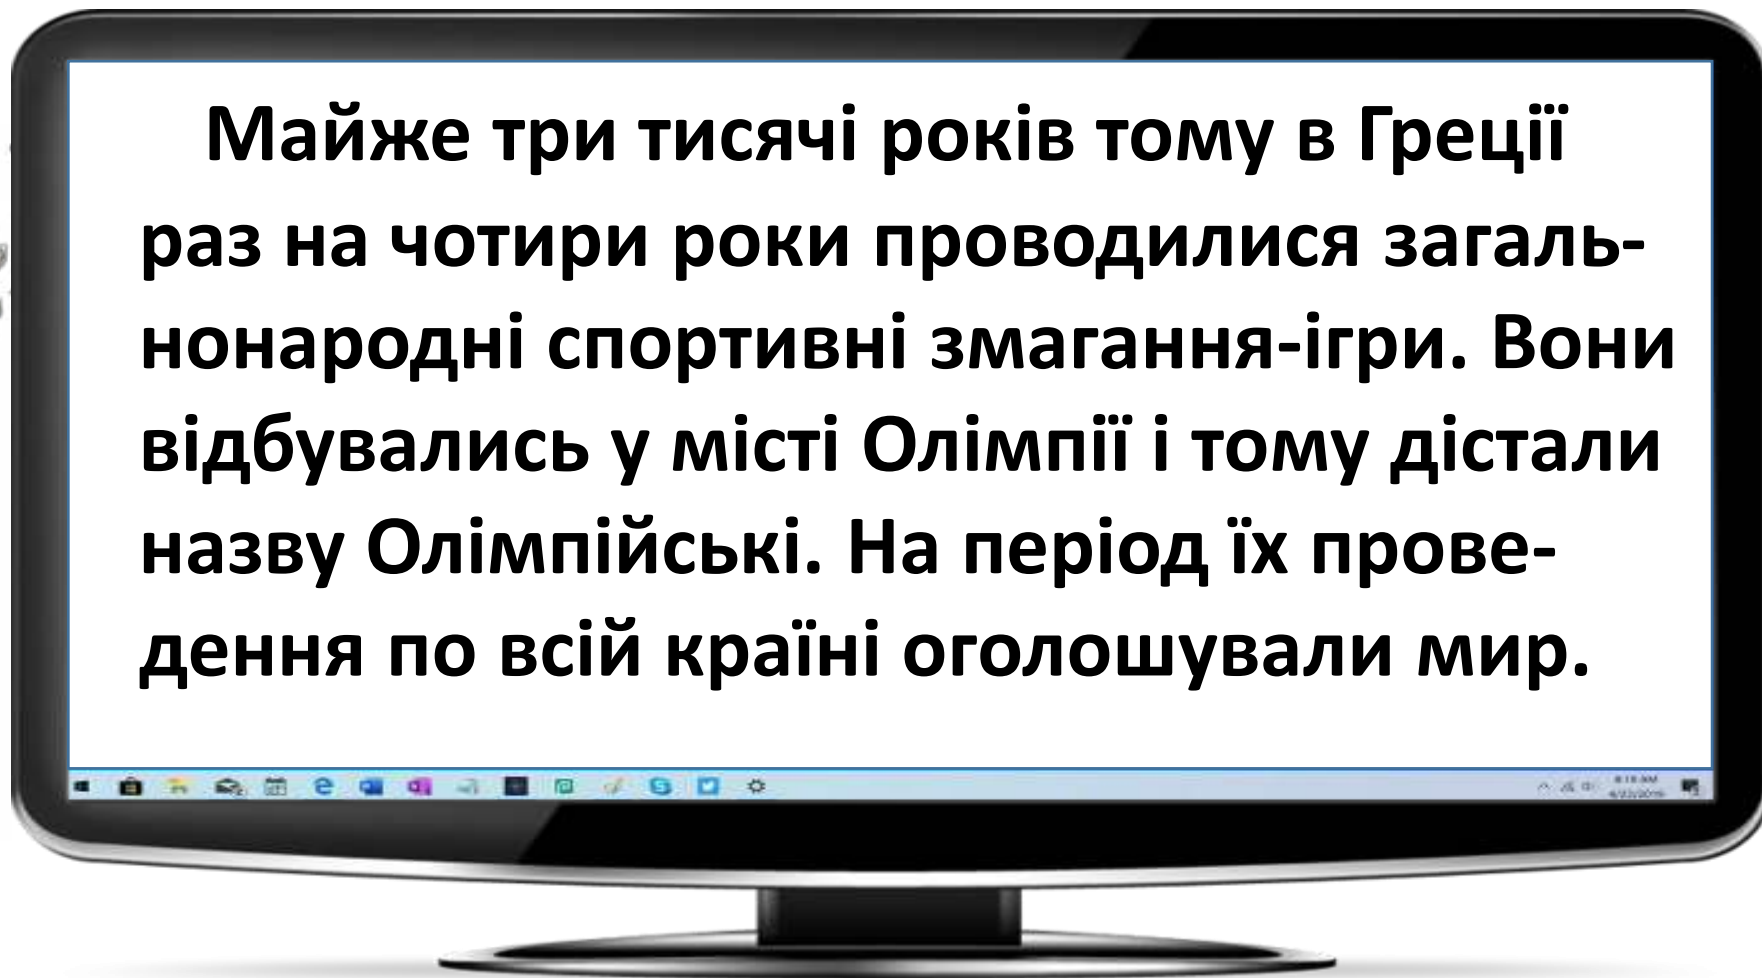 Майже три тисячі років тому в Греції
раз на чотири роки проводилися загаль-
нонародні спортивні змагання-ігри. Вони
відбувались у місті Олімпії і тому дістали
назву Олімпійські. На період їх прове-
дення по всій країні оголошували мир.